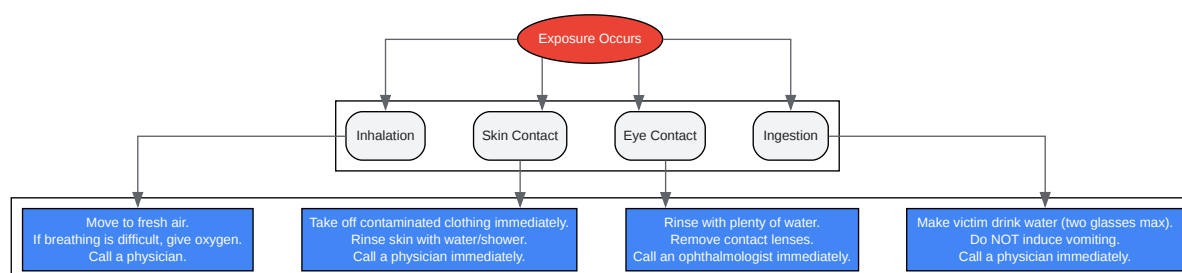 Exposure Occurs
Inhalation
Skin Contact
Eye Contact
Ingestion
Move to fresh air.
If breathing is difficult, give oxygen.
Call a physician.
Take off contaminated clothing immediately.
Rinse skin with water/shower.
Call a physician immediately.
Rinse with plenty of water.
Remove contact lenses.
Call an ophthalmologist immediately.
Make victim drink water (two glasses max).
Do NOT induce vomiting.
Call a physician immediately.